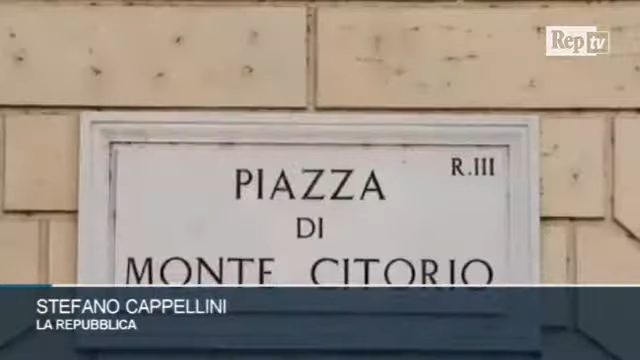 Rep tv
R.III
PIAZZA
DI
MONTE CITORIO
STEFANO CAPPELLINI
LA REPUBBLICA